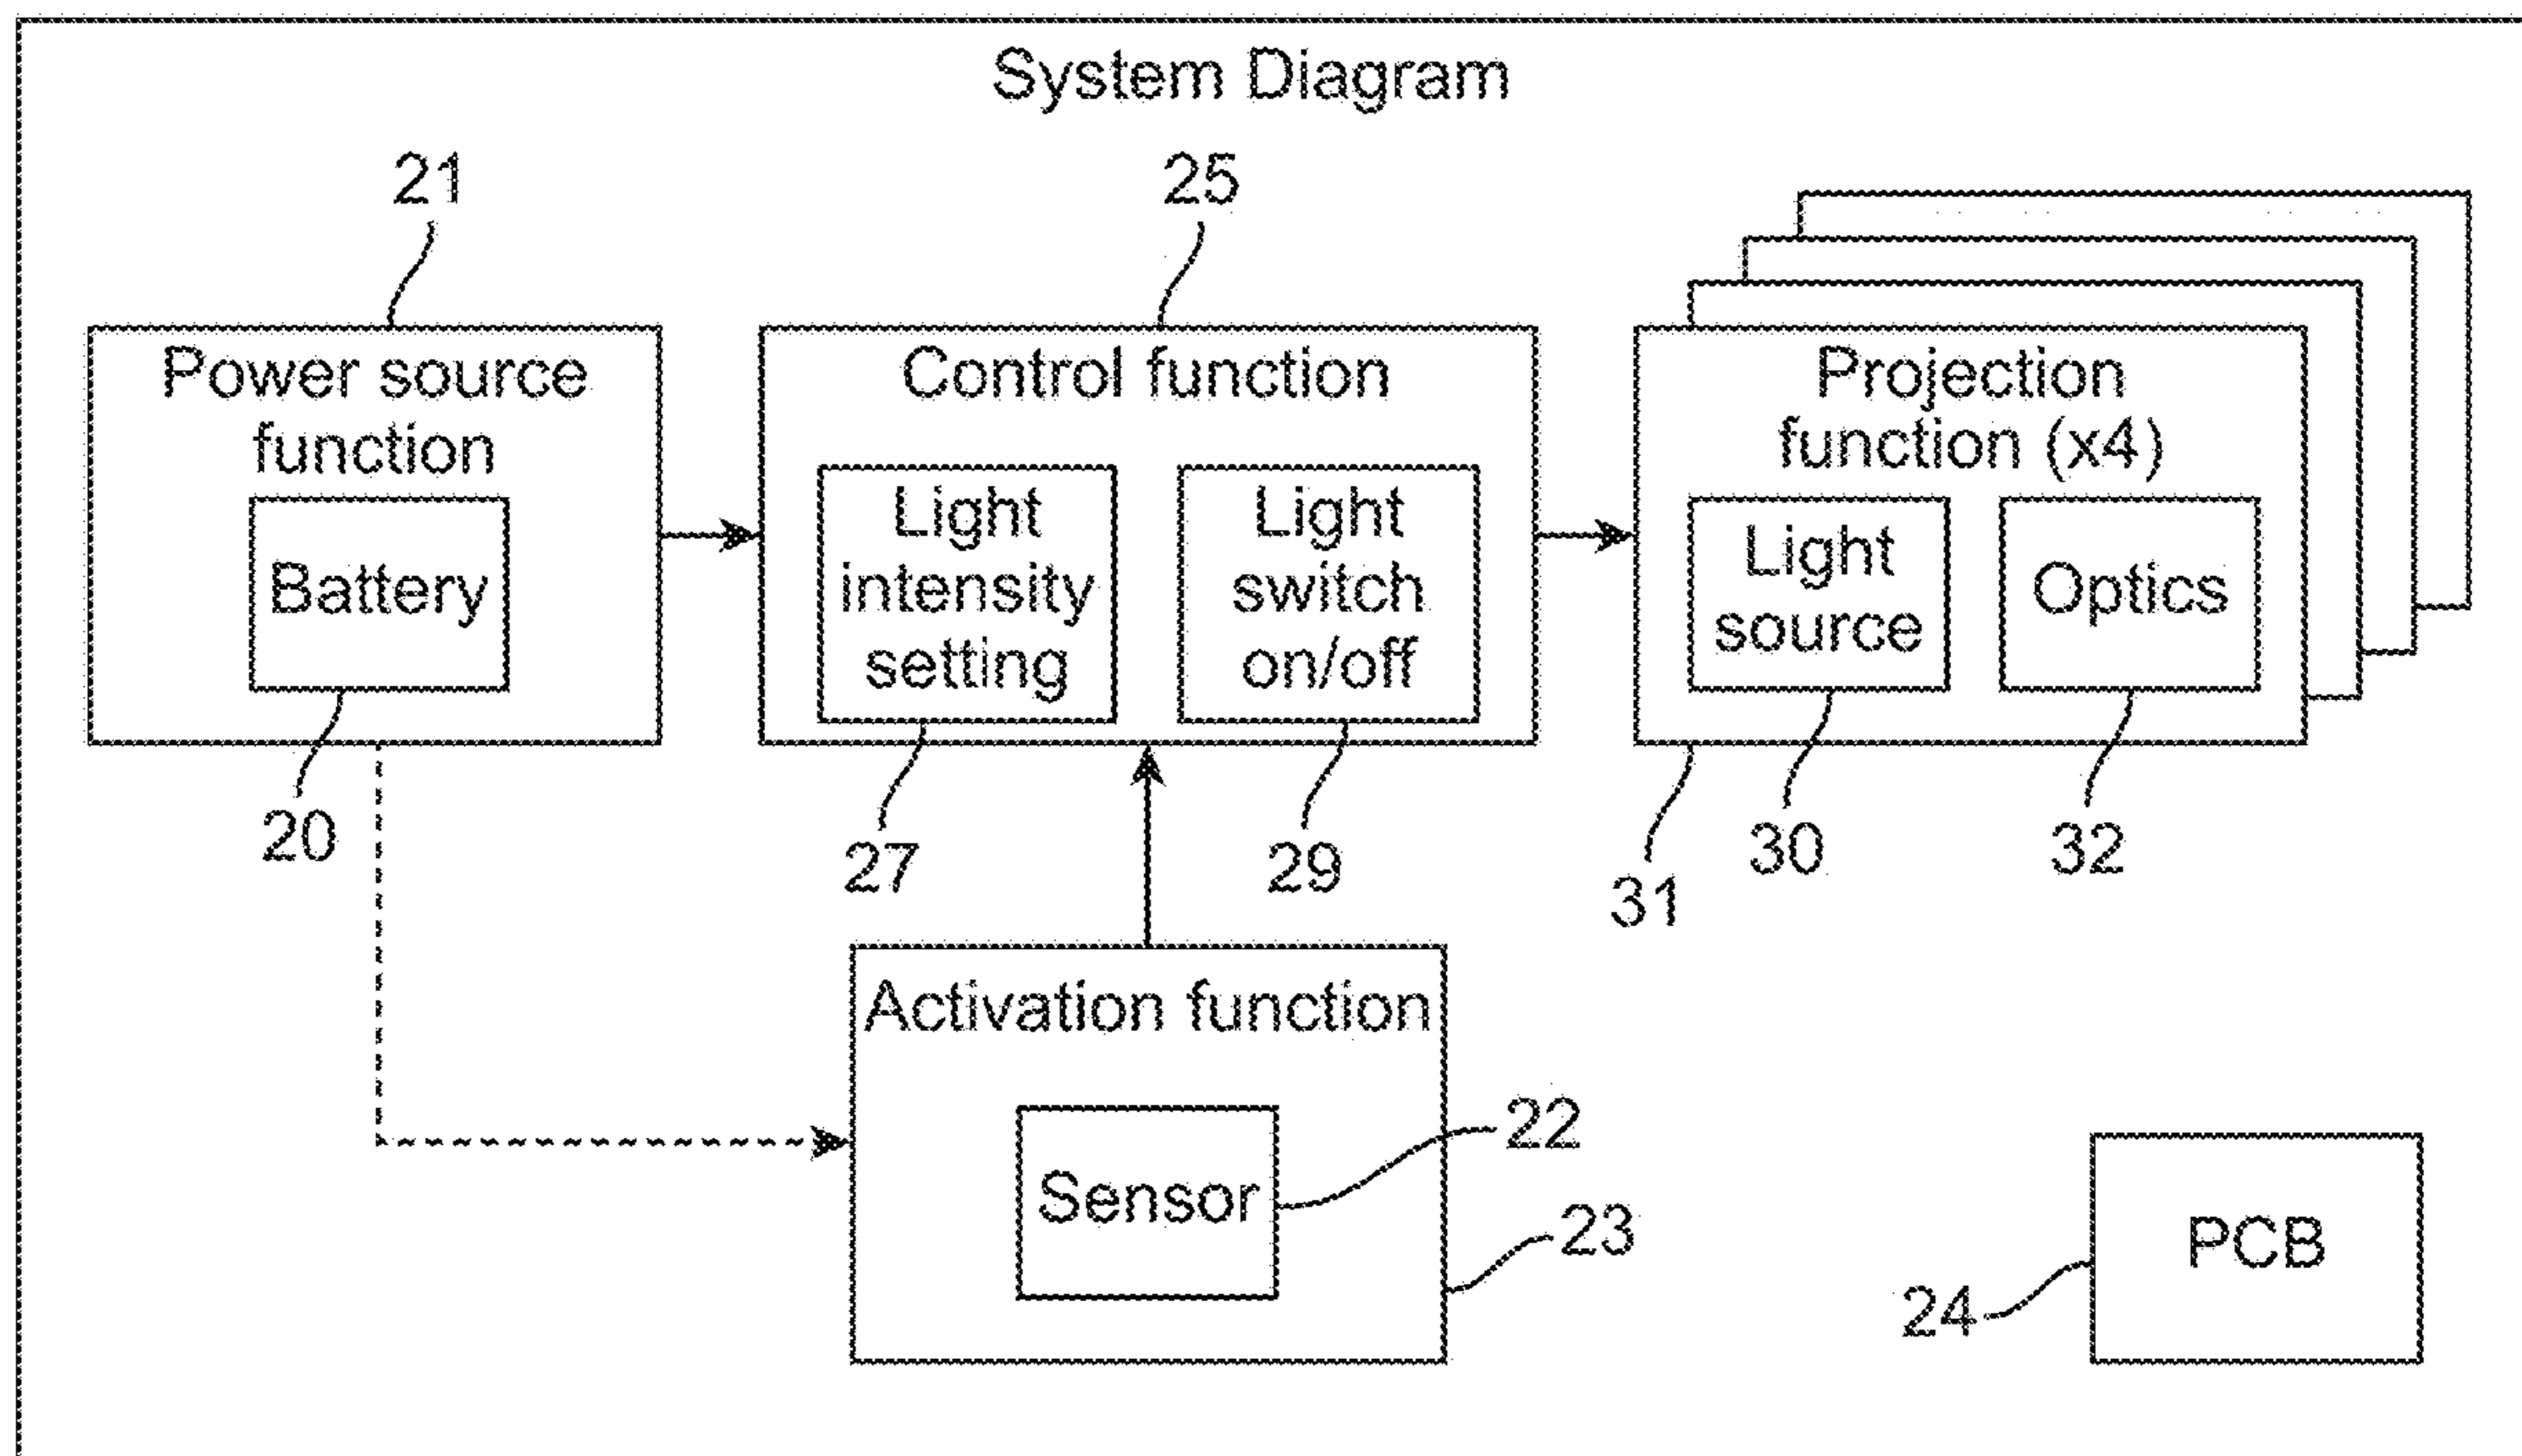 System Diagram
21
25
Power source
function
Battery
20
Control function
Light
intensity
setting
27
Light
switch
on/off
29
Projection
function (x4)
Light
source
30
Optics
32
31
Activation function
Sensor
22
23
PCB
24